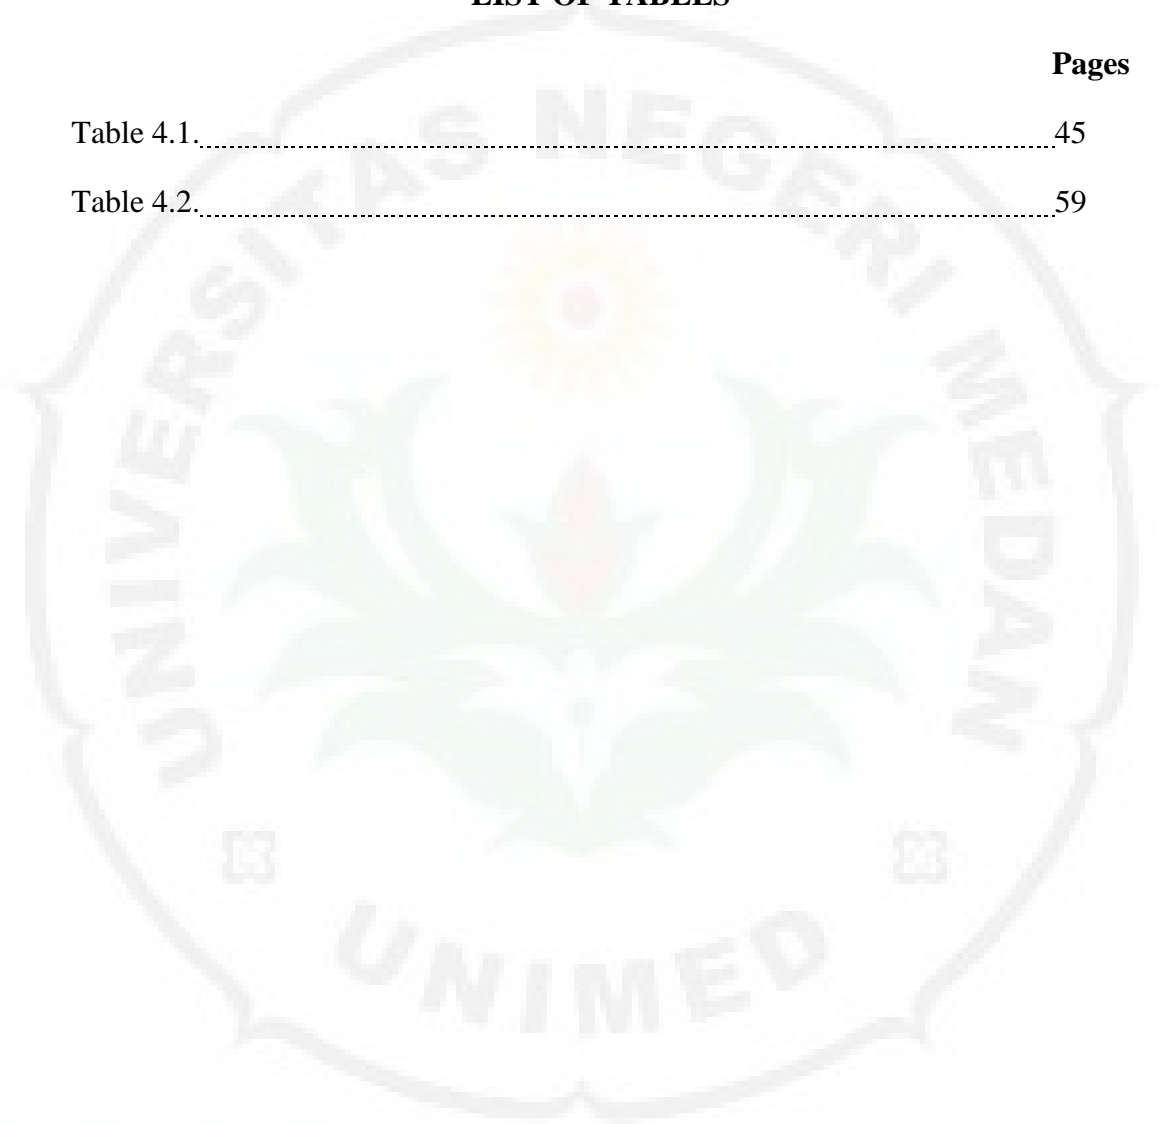 LIST OF TABLES
Pages
Table 4.1. 45
Table 4.2. 59
UNIVERSITAS NEGERI MEDAN
UNIMED